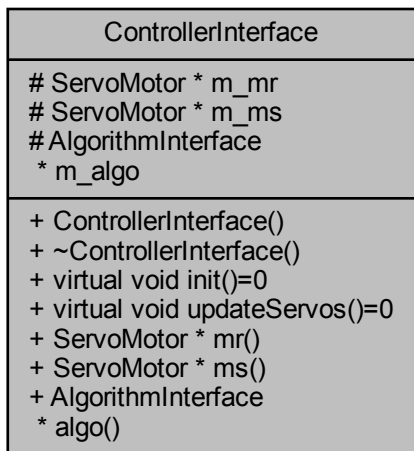 ControllerInterface
# ServoMotor * m_mr
# ServoMotor * m_ms
# AlgorithmInterface
* m_algo
+ ControllerInterface()
+ ~ControllerInterface()
+ virtual void init()=0
+ virtual void updateServos()=0
+ ServoMotor * mr()
+ ServoMotor * ms()
+ AlgorithmInterface
* algo()